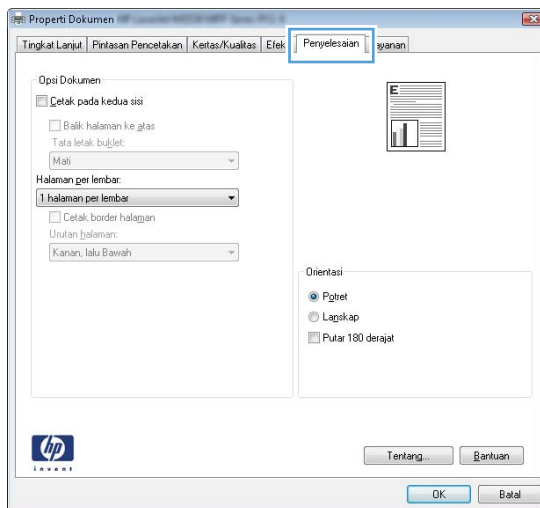 Properti Dokumen
Tingkat Lanjut Pintasan Pencetakan Kertas/Kualitas Efek Penyelesaian ayanan
Opsi Dokumen
Cetak pada kedua sisi
Balik halaman ke atas
Tata letak buklet:
Mati
Halaman per lembar:
1 halaman per lembar
Cetak border halaman
Urutan halaman:
Kanan, lalu Bawah
E
Orientasi
Potret
Lanskap
Putar 180 derajat
hp
invent
Tentang... Bantuan
OK Batal